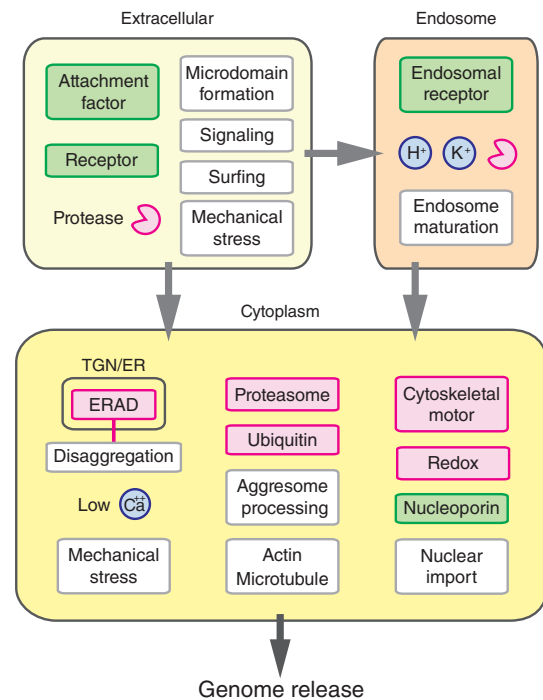 Extracellular
Endosome
Attachment
factor
Receptor
Protease
Microdomain
formation
Signaling
Surfing
Mechanical
stress
Endosomal
receptor
H+
K+
Endosome
maturation
Cytoplasm
TGN/ER
ERAD
Disaggregation
Low Ca++
Mechanical
stress
Proteasome
Ubiquitin
Aggresome
processing
Actin
Microtubule
Cytoskeletal
motor
Redox
Nucleoporin
Nuclear
import
Genome release